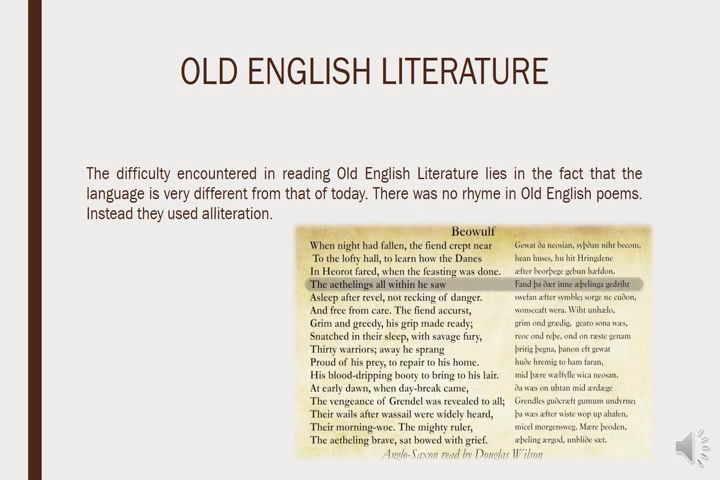 OLD ENGLISH LITERATURE
The difficulty encountered in reading Old English Literature lies in the fact that the
language is very different from that of today. There was no rhyme in Old English poems.
Instead they used alliteration.
Beowulf
When night had fallen, the fiend crept near
To the lofty hall, to learn how the Danes
In Heorot fared, when the feasting was done.
The aethelings all within he saw
Asleep after revel, not recking of danger.
And free from care. The fiend accurst,
Grim and greedy, his grip made ready;
Snatched in their sleep, with savage fury,
Thirty warriors; away he sprang
Proud of his prey, to repair to his home.
His blood-dripping booty to bring to his lair.
At early dawn, when day-break came,
The vengeance of Grendel was revealed to all;
Their wails after wassail were widely heard,
Their morning-woe. The mighty ruler,
The aetheling brave, sat bowed with grief.
Gewat ða neosian, syþðan niht becom,
hean huses, hu hit Hringdene
æfter beorþege gebun hæfdon.
Fand þa ðær inne æþelinga gedriht
swefan æfter symble; sorge ne cuðon,
wonsceaft wera. Wiht unhælo,
grim ond grædig, gearo sona wæs,
reoc ond reþe, ond on ræste genam
þritig þegna, þanon eft gewat
huðe hremig to ham faran,
mid þære wælfylle wica neosan.
ða wæs on uhtan mid ærdæge
Grendles guðcræft gumum undyrne;
þa wæs æfter wiste wop up ahafen,
micel morgensweg. Mære þeoden,
æþeling ærgod, unbliðe sæt.
Anglo-Saxon read by Douglas Wilson